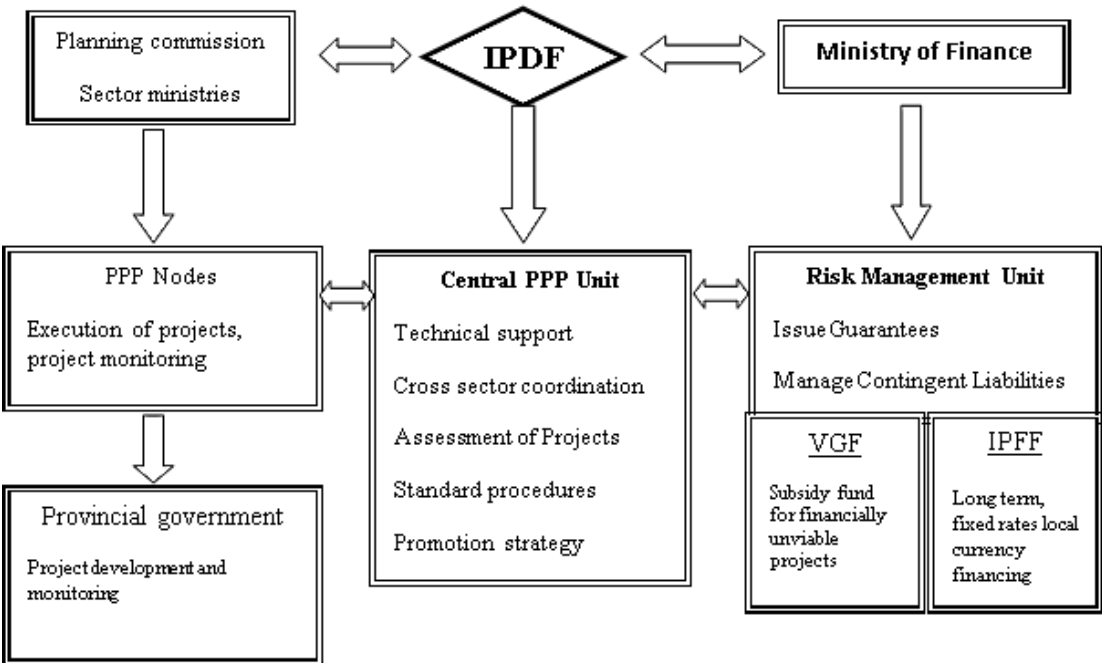 Planning commission
Sector ministries
IPDF
Ministry of Finance
PPP Nodes
Execution of projects,
project monitoring
Central PPP Unit
Technical support
Cross sector coordination
Assessment of Projects
Standard procedures
Promotion strategy
Risk Management Unit
Issue Guarantees
Manage Contingent Liabilities
VGF
Subsidy fund
for financially
unviable
projects
IPFF
Long term,
fixed rates local
currency
financing
Provincial government
Project development and
monitoring